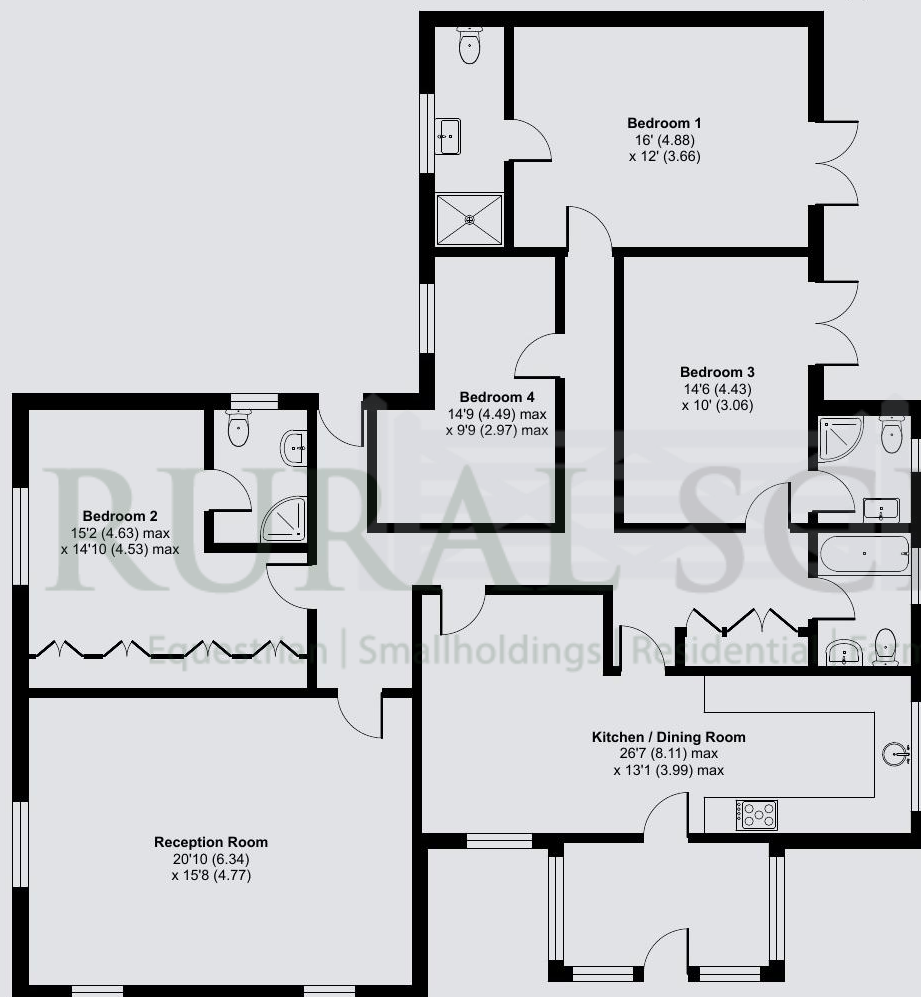 Bedroom 1
16' (4.88)
x 12' (3.66)
Bedroom 3
14'6 (4.43)
x 10' (3.06)
Bedroom 4
14'9 (4.49) max
x 9'9 (2.97) max
Bedroom 2
15'2 (4.63) max
x 14'10 (4.53) max
RURAL SC
Equestrian | Smallholdings | Residential | Farm
Kitchen / Dining Room
26'7 (8.11) max
x 13'1 (3.99) max
Reception Room
20'10 (6.34)
x 15'8 (4.77)